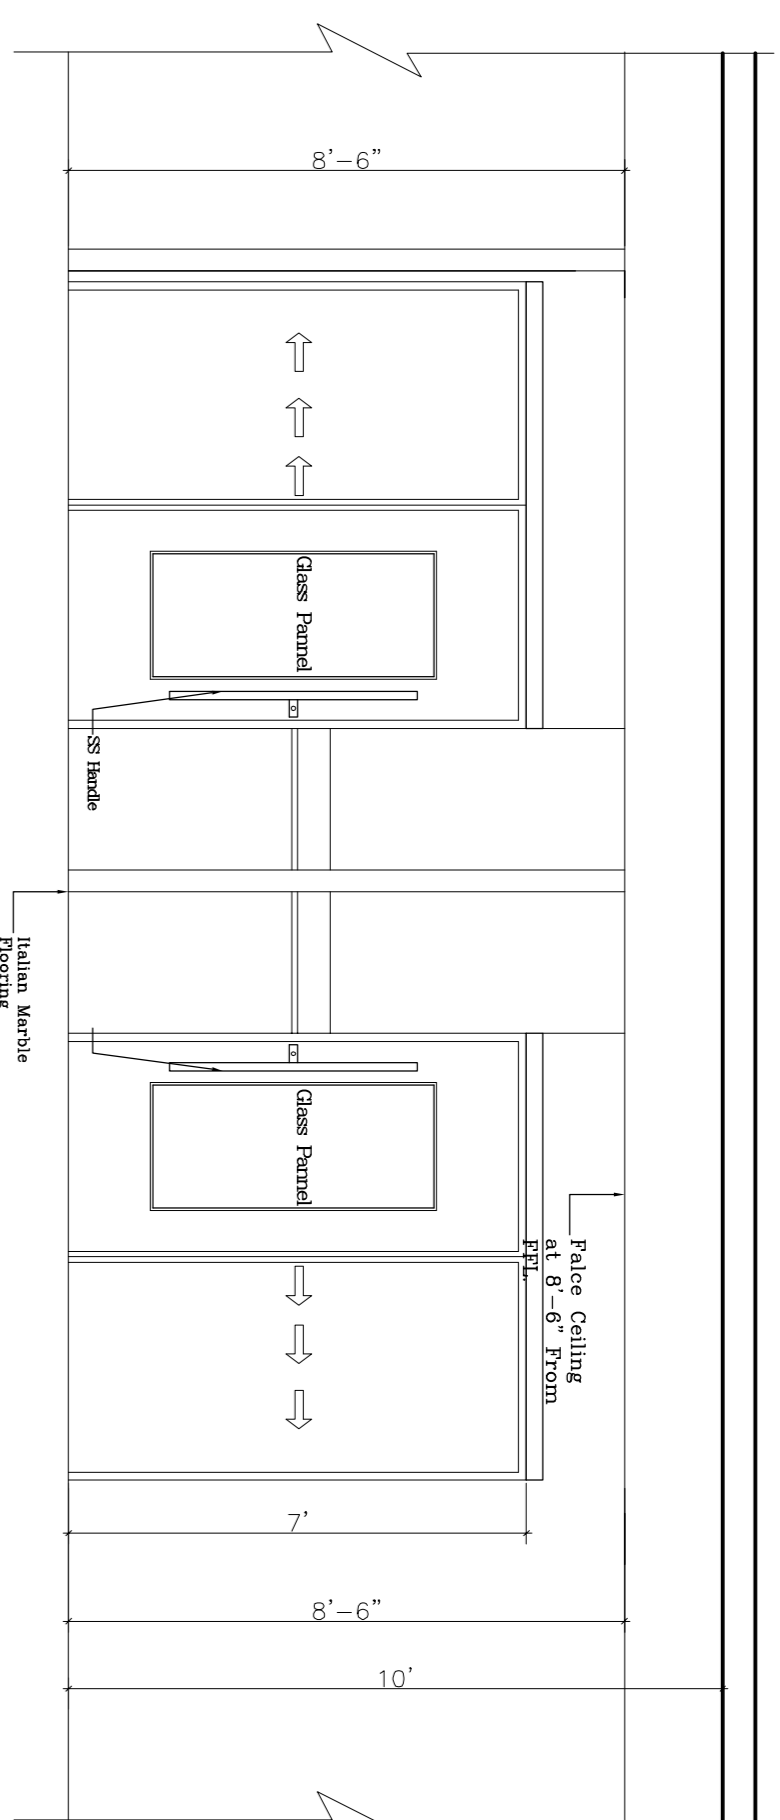 8'-6"
Glass Pannel
SS Handle
Italian Marble
Flooring
Glass Pannel
Falce Ceiling
at 8'-6" From
FFL.
7'
8'-6"
10'